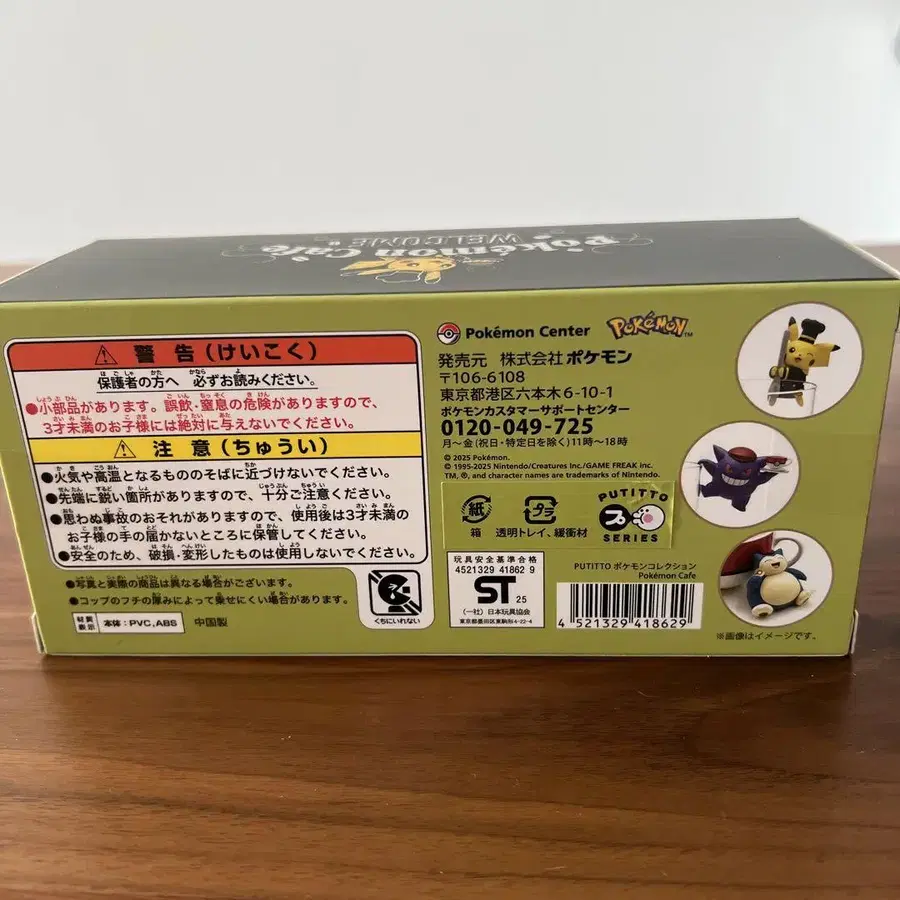 Pokémon Café
WELCOME
警告(けいこく)
保護者の方へ 必ずお読みください。
●小部品があります。誤飲・窒息の危険がありますので、
3才未満のお子様には絶対に与えないでください。
注意(ちゅうい)
●火気や高温となるもののそばに近づけないでください。
●先端に鋭い箇所がありますので、十分ご注意ください。
●思わぬ事故のおそれがありますので、使用後は3才未満の
お子様の手の届かないところに保管してください。
●安全のため、破損・変形したものは使用しないでください。
●写真と実際の商品は異なる場合がございます。
●コップのフチの厚みによって乗せにくい場合があります。
材質表示
本体:PVC,ABS 中国製
くちにいれない
Pokémon Center
POKÉMON TM
発売元 株式会社ポケモン
〒106-6108
東京都港区六本木6-10-1
ポケモンカスタマーサポートセンター
0120-049-725
月〜金(祝日・特定日を除く)11時〜18時
© 2025 Pokémon.
© 1995-2025 Nintendo/Creatures Inc./GAME FREAK inc.
TM, ®, and character names are trademarks of Nintendo.
紙
箱
プラ
透明トレイ、緩衝材
PUTITTO
プ
SERIES
玩具安全基準合格
4521329 41862 9
ST 25
(一社)日本玩具協会
東京都墨田区東駒形4-22-4
PUTITTO ポケモンコレクション
Pokémon Cafe
4 521329 418629
※画像はイメージです。